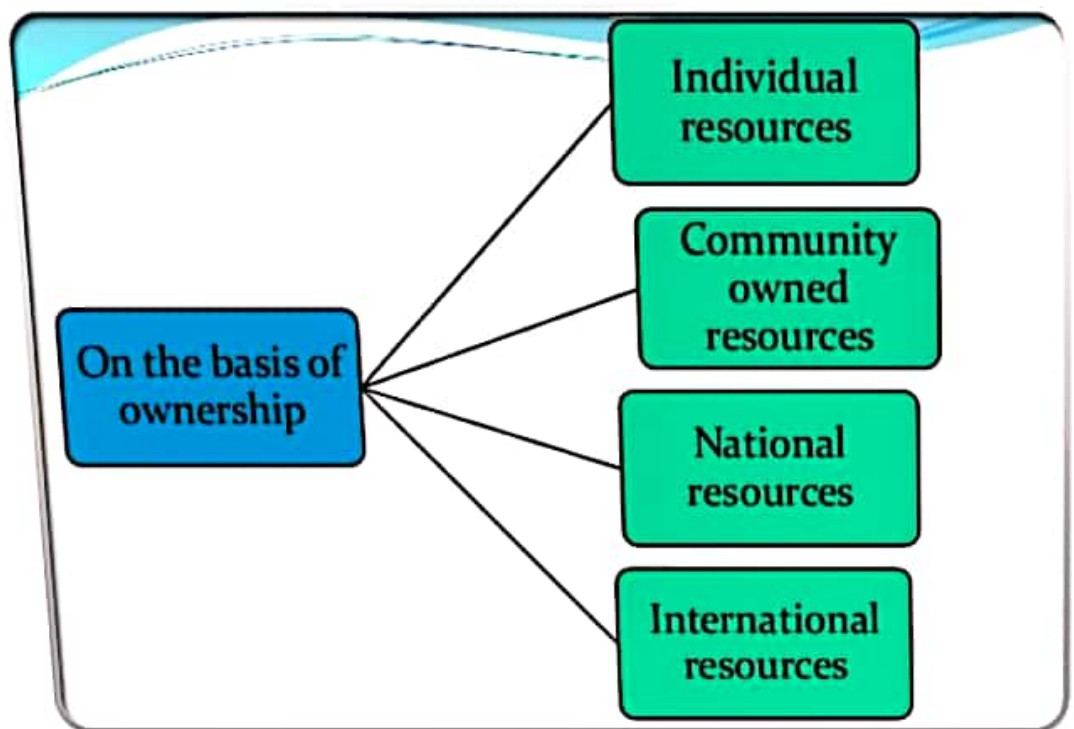 On the basis of
ownership
Individual
resources
Community
owned
resources
National
resources
International
resources